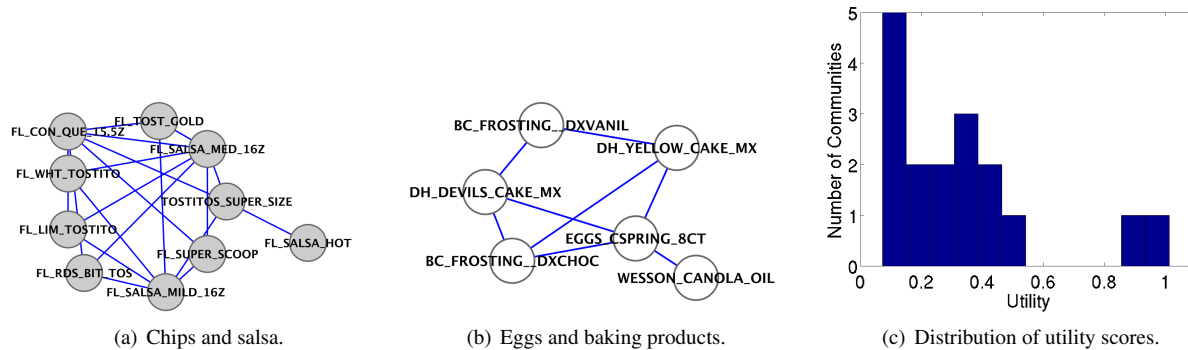 FL_CON_QUE_15.5Z
FL_TOST_GOLD
FL_SALSA_MED_16Z
FL_WHT_TOSTITO
TOSTITOS_SUPER_SIZE
FL_LIM_TOSTITO
FL_SALSA_HOT
FL_SUPER_SCOOP
FL_RDS_BIT_TOS
FL_SALSA_MILD_16Z
(a) Chips and salsa.
BC_FROSTING__DXVANIL
DH_YELLOW_CAKE_MX
DH_DEVILS_CAKE_MX
EGGS_CSPRING_8CT
BC_FROSTING__DXCHOC
WESSON_CANOLA_OIL
(b) Eggs and baking products.
Number of Communities
5
4
3
2
1
0
0 0.2 0.4 0.6 0.8 1
Utility
(c) Distribution of utility scores.